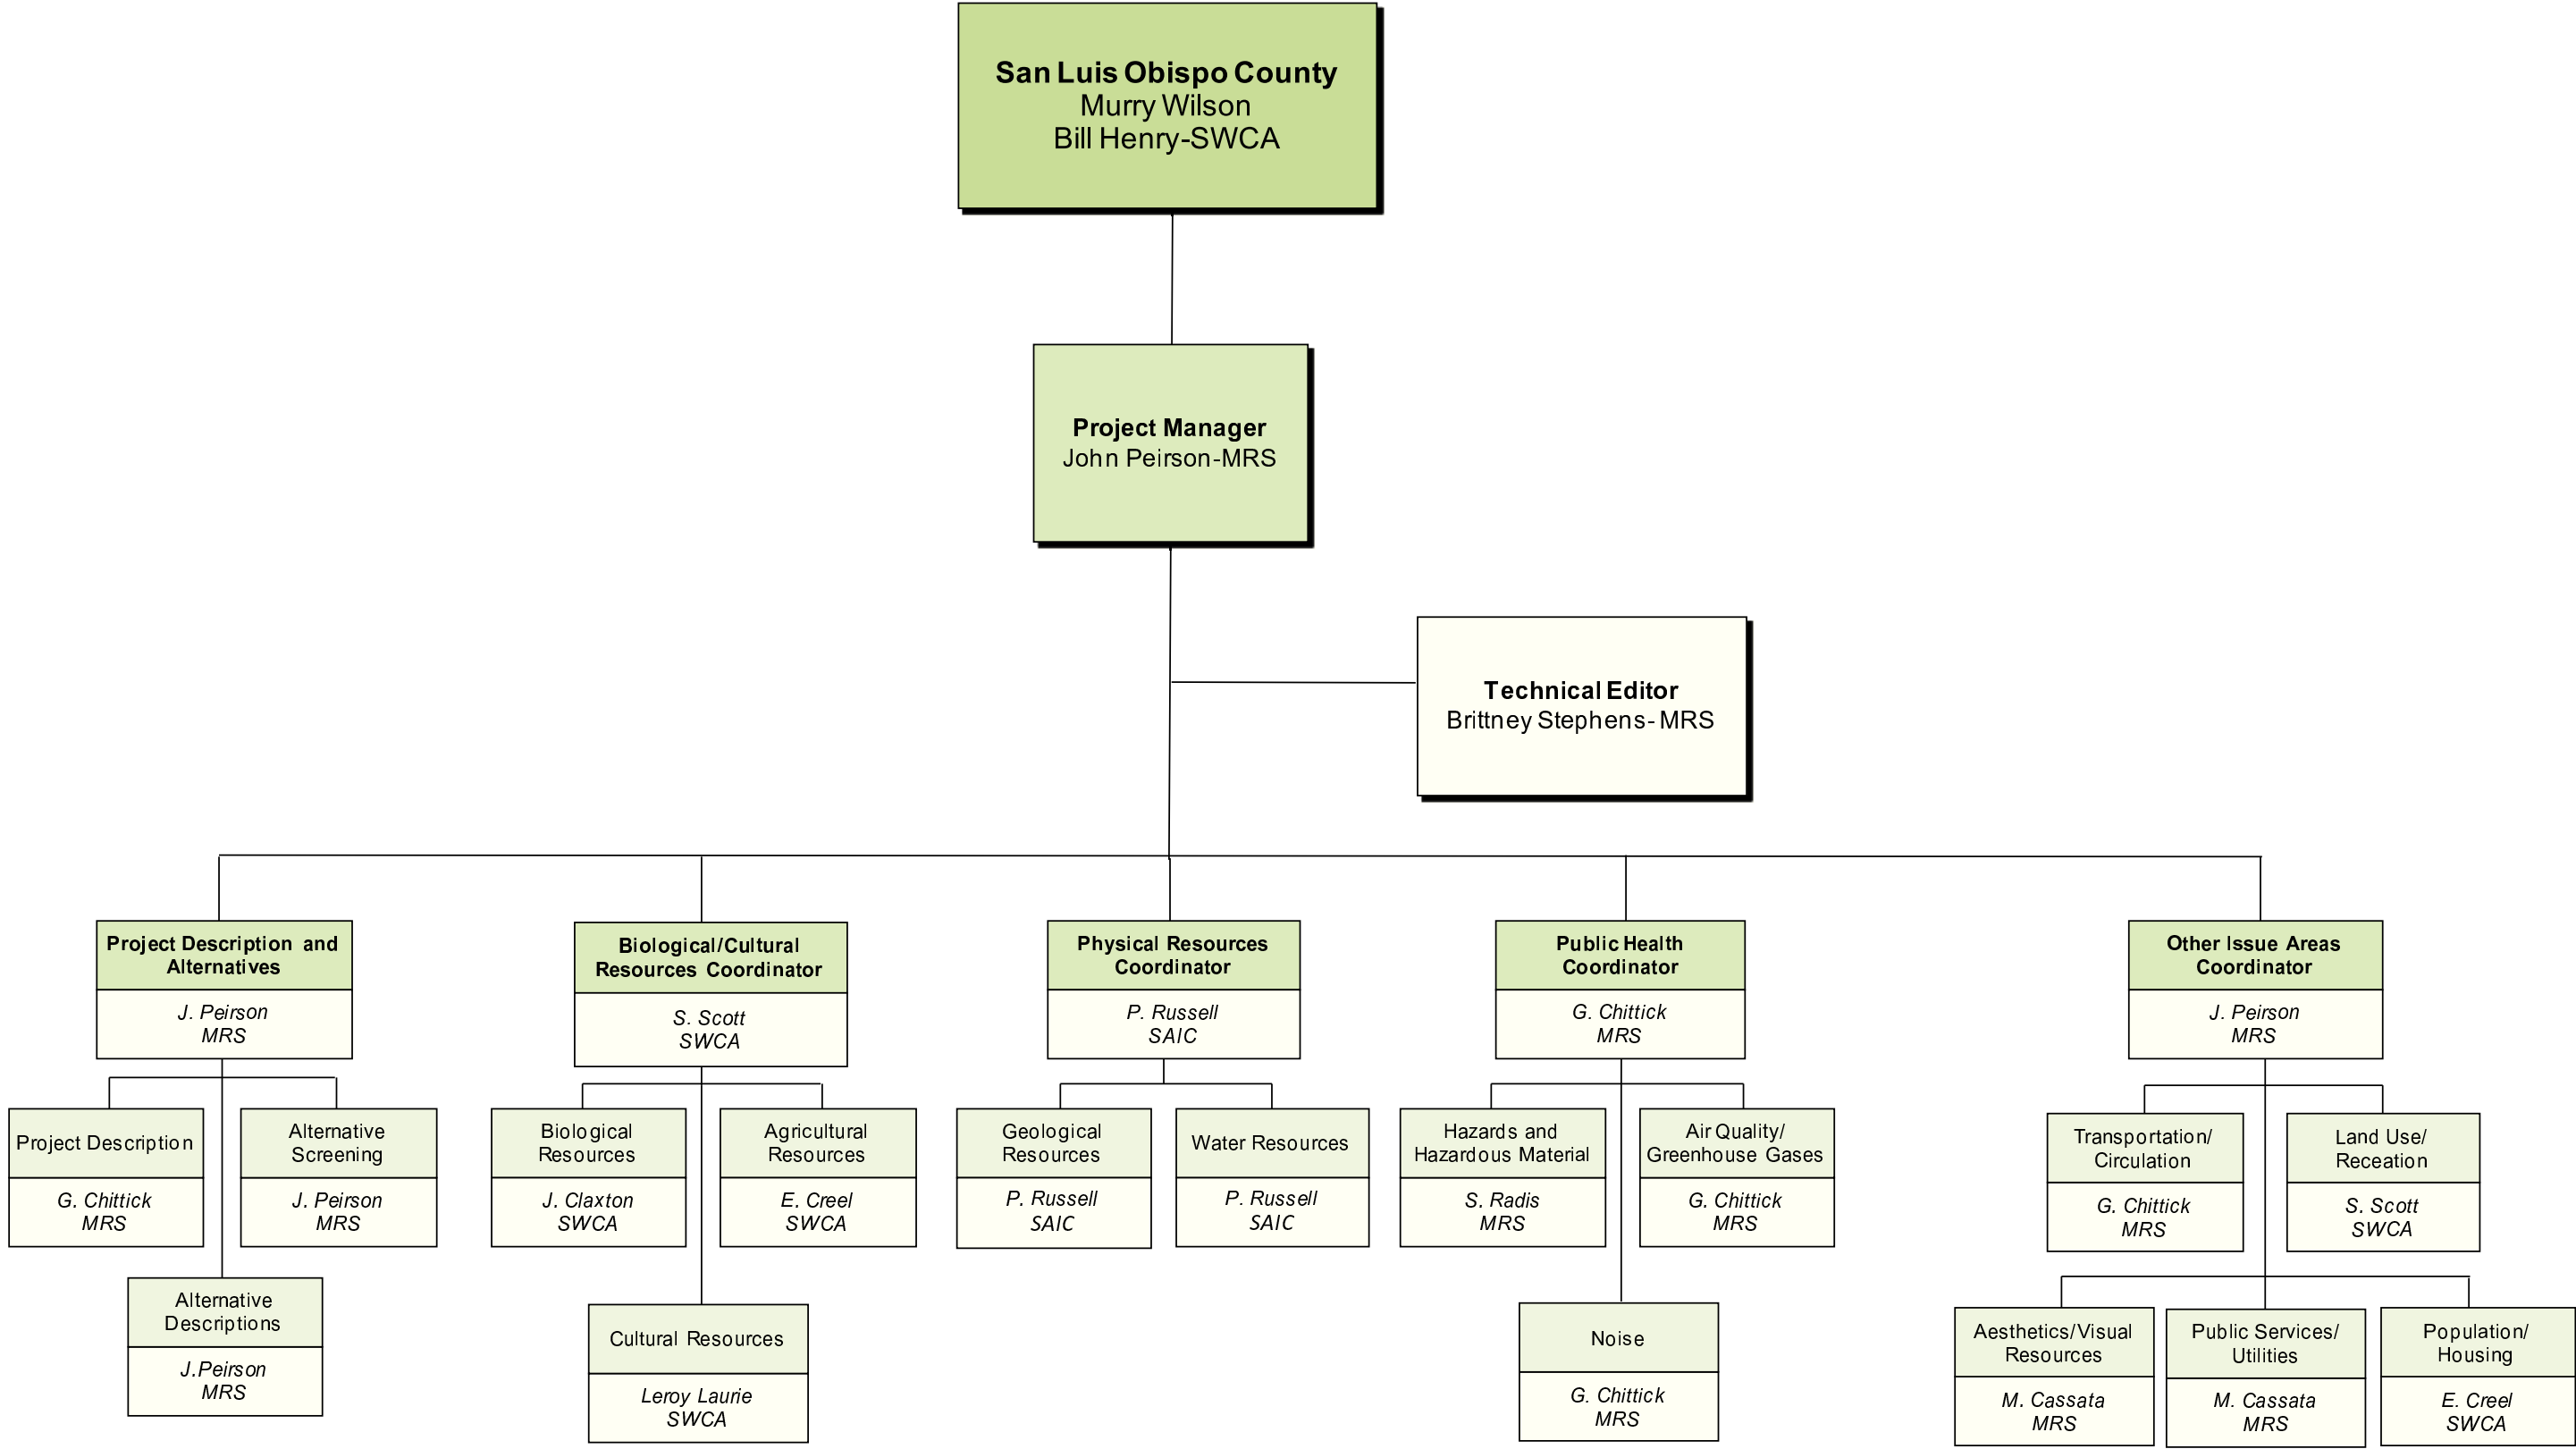 San Luis Obispo County
Murry Wilson
Bill Henry-SWCA
Project Manager
John Peirson-MRS
Technical Editor
Brittney Stephens- MRS
Project Description and
Alternatives
J. Peirson
MRS
Biological/Cultural
Resources Coordinator
S. Scott
SWCA
Physical Resources
Coordinator
P. Russell
SAIC
Public Health
Coordinator
G. Chittick
MRS
Other Issue Areas
Coordinator
J. Peirson
MRS
Project Description
G. Chittick
MRS
Alternative
Screening
J. Peirson
MRS
Alternative
Descriptions
J.Peirson
MRS
Biological
Resources
J. Claxton
SWCA
Agricultural
Resources
E. Creel
SWCA
Cultural Resources
Leroy Laurie
SWCA
Geological
Resources
P. Russell
SAIC
Water Resources
P. Russell
SAIC
Hazards and
Hazardous Material
S. Radis
MRS
Air Quality/
Greenhouse Gases
G. Chittick
MRS
Noise
G. Chittick
MRS
Transportation/
Circulation
G. Chittick
MRS
Land Use/
Receation
S. Scott
SWCA
Aesthetics/Visual
Resources
M. Cassata
MRS
Public Services/
Utilities
M. Cassata
MRS
Population/
Housing
E. Creel
SWCA